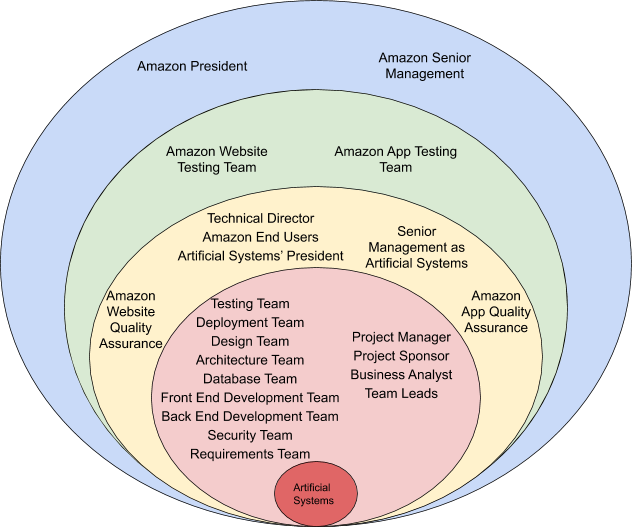 Amazon President
Amazon Senior
Management
Amazon Website
Testing Team
Amazon App Testing
Team
Technical Director
Amazon End Users
Artificial Systems' President
Senior
Management as
Artificial Systems
Amazon
Website
Quality
Assurance
Amazon
App Quality
Assurance
Testing Team
Deployment Team
Design Team
Architecture Team
Database Team
Front End Development Team
Back End Development Team
Security Team
Requirements Team
Project Manager
Project Sponsor
Business Analyst
Team Leads
Artificial
Systems